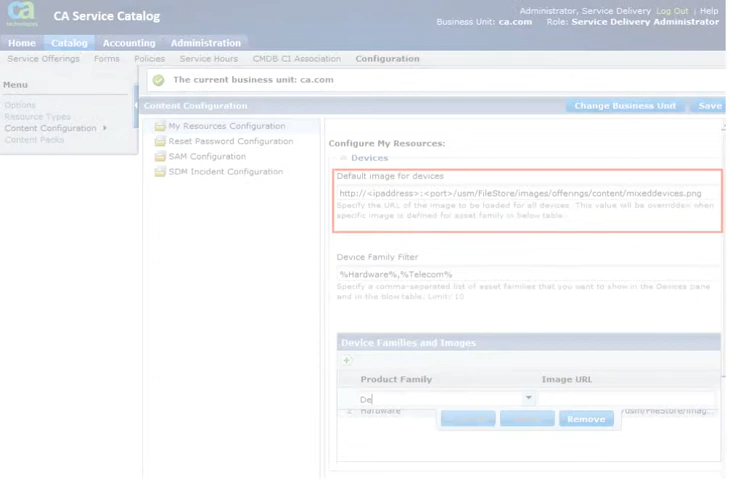 ca
technologies
CA Service Catalog
Administrator, Service Delivery Log Out | Help
Business Unit: ca.com Role: Service Delivery Administrator
Home Catalog Accounting Administration
Service Offerings Forms Policies Service Hours CMDB CI Association Configuration
Menu
Options
Resource Types
Content Configuration
Content Packs
The current business unit: ca.com
Content Configuration
Change Business Unit Save
My Resources Configuration
Reset Password Configuration
SAM Configuration
SDM Incident Configuration
Configure My Resources:
Devices
Default image for devices
http://<ipaddress>:<port>/usm/FileStore/images/offerings/content/mixeddevices.png
Specify the URL of the image to be loaded for all devices. This value will be overridden when
specific image is defined for asset family in below table
Device Family Filter
%Hardware%,%Telecom%
Specify a comma-separated list of asset families that you want to show in the Devices pane
and in the blow table. Limit: 10
Device Families and Images
Product Family Image URL
De
2 Hardware /usm/FileStore/imag...
Remove